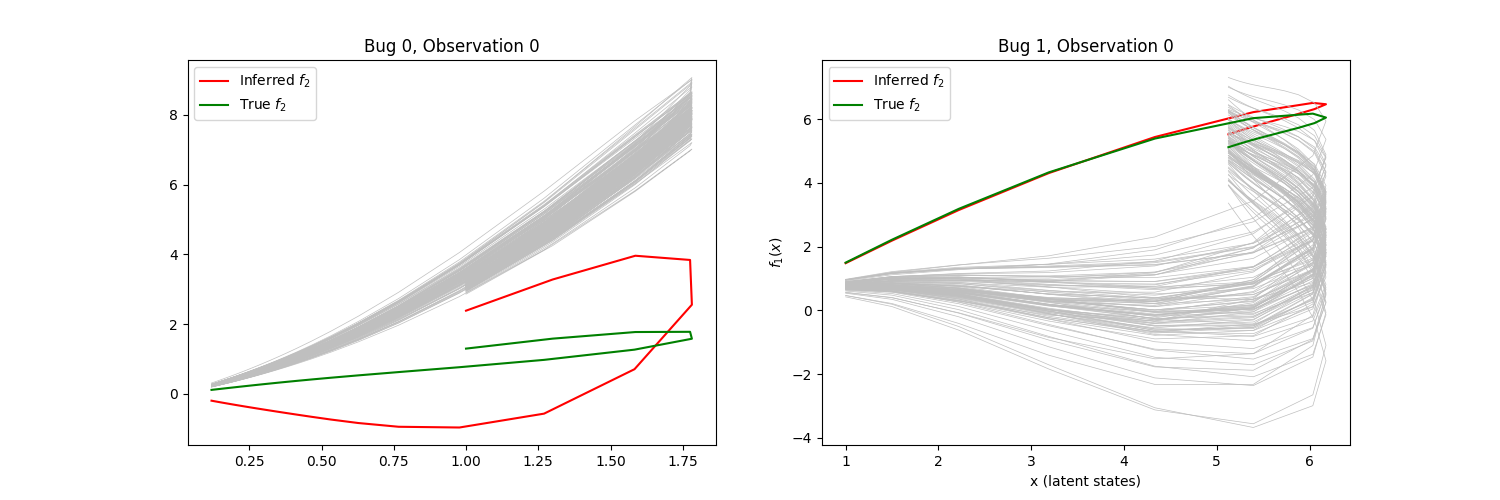 Bug 0, Observation 0
Inferred f₂
True f₂
8
6
4
2
0
0.25 0.50 0.75 1.00 1.25 1.50 1.75
Bug 1, Observation 0
Inferred f₂
True f₂
f₁(x)
6
4
2
0
−2
−4
1 2 3 4 5 6
x (latent states)